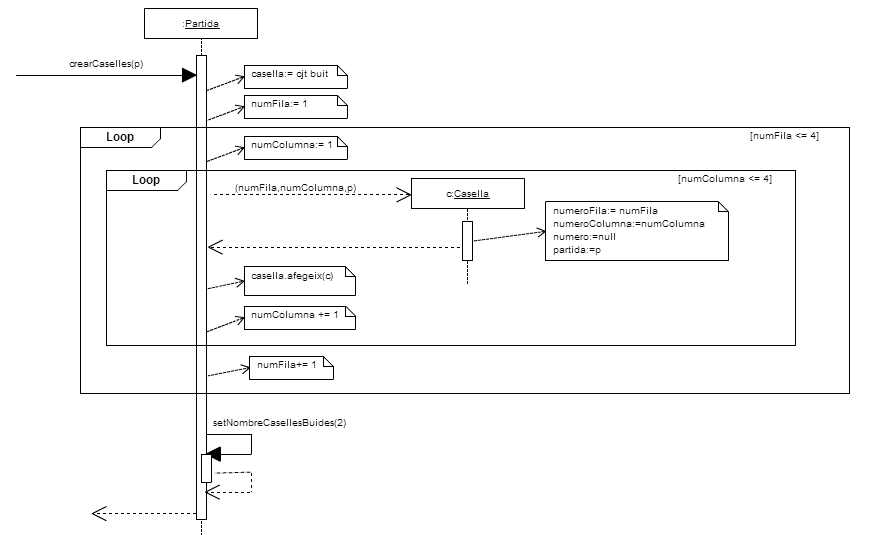 :Partida
crearCaselles(p)
casella:= cjt buit
numFila:= 1
Loop
[numFila <= 4]
numColumna:= 1
Loop
[numColumna <= 4]
(numFila,numColumna,p)
c:Casella
numeroFila:= numFila
numeroColumna:=numColumna
numero:=null
partida:=p
casella.afegeix(c)
numColumna += 1
numFila+= 1
setNombreCasellesBuides(2)